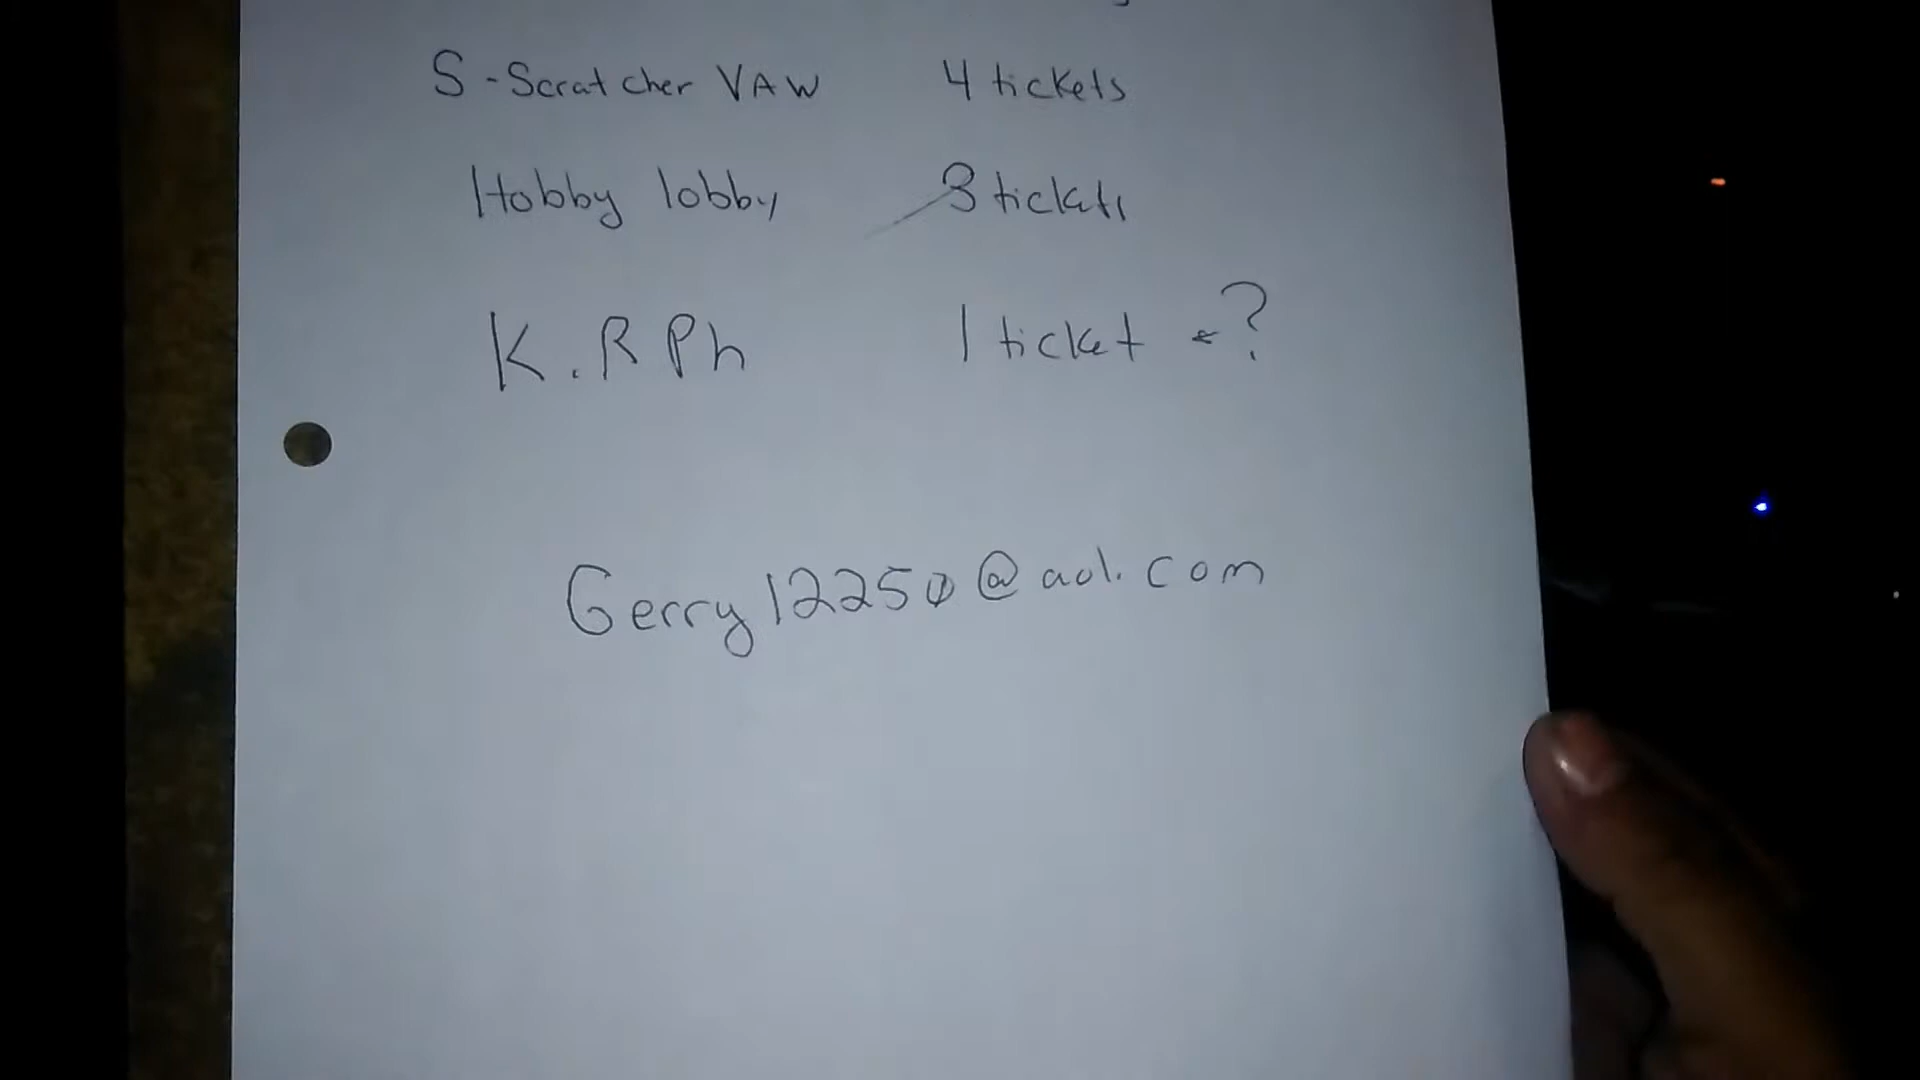 S-Scratcher VAW 4 tickets
Hobby lobby 3 tickets
K.RPh 1 ticket ?
Gerry12250@aol.com